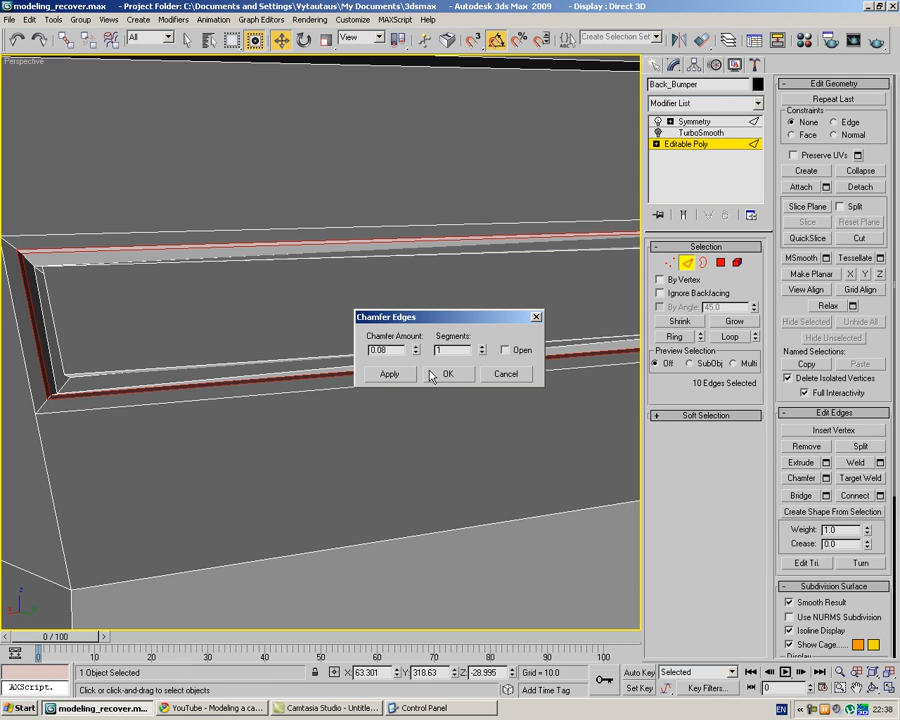 modeling_recover.max - Project Folder: C:\Documents and Settings\Vytautaus\My Documents\3dsmax - Autodesk 3ds Max 2009 - Display : Direct 3D
File Edit Tools Group Views Create Modifiers Animation Graph Editors Rendering Customize MAXScript Help
All View Create Selection Set
Perspective
Back_Bumper
Modifier List
Symmetry
TurboSmooth
Editable Poly
Selection
By Vertex
Ignore Backfacing
By Angle: 45.0
Shrink Grow
Ring Loop
Preview Selection
Off SubObj Multi
10 Edges Selected
Soft Selection
Edit Geometry
Repeat Last
Constraints
None Edge
Face Normal
Preserve UVs
Create Collapse
Attach Detach
Slice Plane Split
Slice Reset Plane
QuickSlice Cut
MSmooth Tessellate
Make Planar X Y Z
View Align Grid Align
Relax
Hide Selected Unhide All
Hide Unselected
Named Selections:
Copy Paste
Delete Isolated Vertices
Full Interactivity
Edit Edges
Insert Vertex
Remove Split
Extrude Weld
Chamfer Target Weld
Bridge Connect
Create Shape From Selection
Weight: 1.0
Crease: 0.0
Edit Tri. Turn
Subdivision Surface
Smooth Result
Use NURMS Subdivision
Isoline Display
Show Cage......
Chamfer Edges
Chamfer Amount: Segments:
0.08 1 Open
Apply OK Cancel
z
0 / 100
0 10 20 30 40 50 60 70 80 90 100
1 Object Selected X: 63.301 Y: 318.63 Z: -28.995 Grid = 10.0 Auto Key Selected
AXScript. Click or click-and-drag to select objects Add Time Tag Set Key Key Filters... 0
Start modeling_recover.m... YouTube - Modeling a ca... Camtasia Studio - Untitle... Control Panel EN 22:38